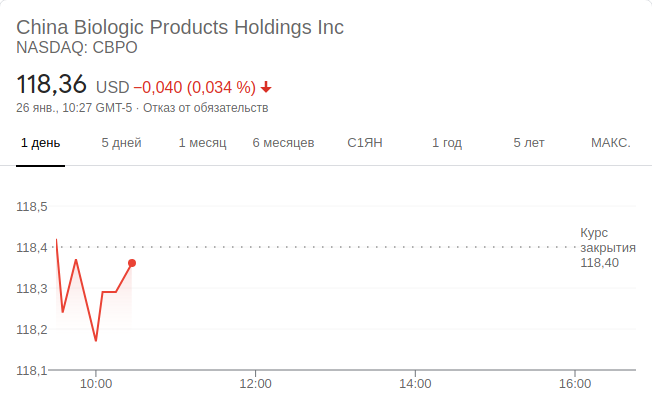 China Biologic Products Holdings Inc
NASDAQ: CBPO
118,36 USD −0,040 (0,034 %)
26 янв., 10:27 GMT-5 · Отказ от обязательств
1 день 5 дней 1 месяц 6 месяцев С1ЯН 1 год 5 лет МАКС.
118,5
Курс
118,4 закрытия
118,40
118,3
118,2
118,1
10:00 12:00 14:00 16:00